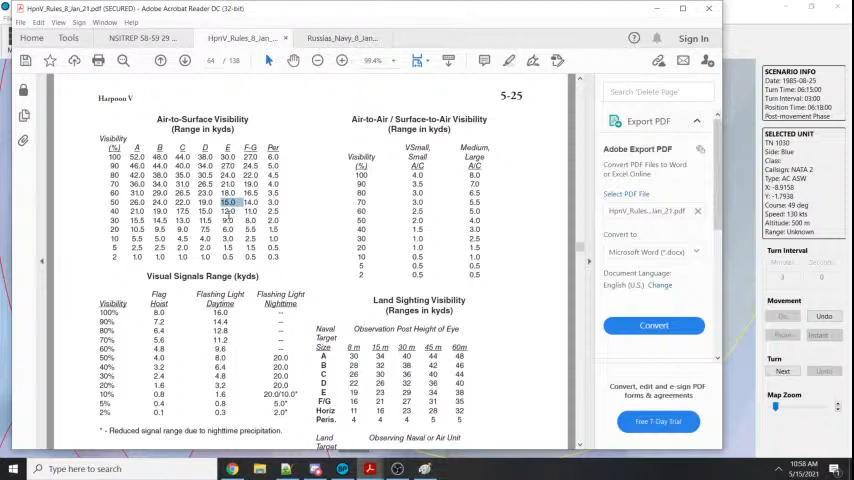 HpnV_Rules_8_Jan_21.pdf (SECURED) - Adobe Acrobat Reader DC (32-bit)
File Edit View Sign Window Help
Home Tools NSITREP 58-59 29 ... HpnV_Rules_8_Jan_... × Russias_Navy_8_Jan... Sign In
64 / 138 99.4%
Harpoon V 5-25
Air-to-Surface Visibility
(Range in kyds)
Visibility
(%) A B C D E F-G Per
100 52.0 48.0 44.0 38.0 30.0 27.0 6.0
90 46.0 44.0 40.0 34.0 27.0 24.5 5.0
80 42.0 38.0 35.0 30.0 24.0 22.0 4.5
70 36.0 34.0 31.0 26.5 21.0 19.0 4.0
60 31.0 29.0 26.5 23.0 18.0 16.5 3.5
50 26.0 24.0 22.0 19.0 15.0 14.0 3.0
40 21.0 19.0 17.5 15.0 12.0 11.0 2.5
30 15.5 14.5 13.0 11.5 9.0 8.0 2.0
20 10.5 9.5 9.0 7.5 6.0 5.5 1.5
10 5.5 5.0 4.5 4.0 3.0 2.5 1.0
5 2.5 2.5 2.0 2.0 1.5 1.5 0.5
2 1.0 1.0 1.0 1.0 0.5 0.5 0.3
Air-to-Air / Surface-to-Air Visibility
(Range in kyds)
VSmall, Medium,
Visibility Small Large
(%) A/C A/C
100 4.0 8.0
90 3.5 7.0
80 3.0 6.5
70 3.0 5.5
60 2.5 5.0
50 2.0 4.0
40 1.5 3.0
30 1.0 2.5
20 1.0 1.5
10 0.5 1.0
5 0.5 0.5
2 0.5 0.5
Visual Signals Range (kyds)
Flag Flashing Light Flashing Light
Visibility Hoist Daytime Nighttime
100% 8.0 16.0 --
90% 7.2 14.4 --
80% 6.4 12.8 --
70% 5.6 11.2 --
60% 4.8 9.6 --
50% 4.0 8.0 20.0
40% 3.2 6.4 20.0
30% 2.4 4.8 20.0
20% 1.6 3.2 20.0
10% 0.8 1.6 20.0/10.0*
5% 0.4 0.8 5.0*
2% 0.1 0.3 2.0*
* - Reduced signal range due to nighttime precipitation.
Land Sighting Visibility
(Ranges in kyds)
Naval Observation Post Height of Eye
Target
Size 8 m 15 m 30 m 45 m 60m
A 30 34 40 44 48
B 28 32 38 42 46
C 26 30 36 40 44
D 22 26 32 36 40
E 19 23 29 34 38
F/G 16 21 27 31 35
Horiz 11 16 23 28 32
Peris. 4 4 4 5 5
Land Observing Naval or Air Unit
Target
Search 'Delete Page'
Export PDF
Adobe Export PDF
Convert PDF Files to Word
or Excel Online
Select PDF File
HpnV_Rules...Jan_21.pdf ×
Convert to
Microsoft Word (*.docx)
Document Language:
English (U.S.) Change
Convert
Convert, edit and e-sign PDF
forms & agreements
Free 7-Day Trial
SCENARIO INFO
Date: 1985-08-25
Turn Time: 06:15:00
Turn Interval: 03:00
Position Time: 06:18:00
Post-movement Phase
SELECTED UNIT
TN 1030
Side: Blue
Class:
Callsign: NATA 2
Type: AC ASW
X: -8.9158
Y: -1.7938
Course: 49 deg
Speed: 130 kts
Altitude: 500 m
Range: Unknown
Turn Interval
3 0
Movement
Undo
Instant
Turn
Next Undo
Map Zoom
Type here to search
10:58 AM
5/15/2021